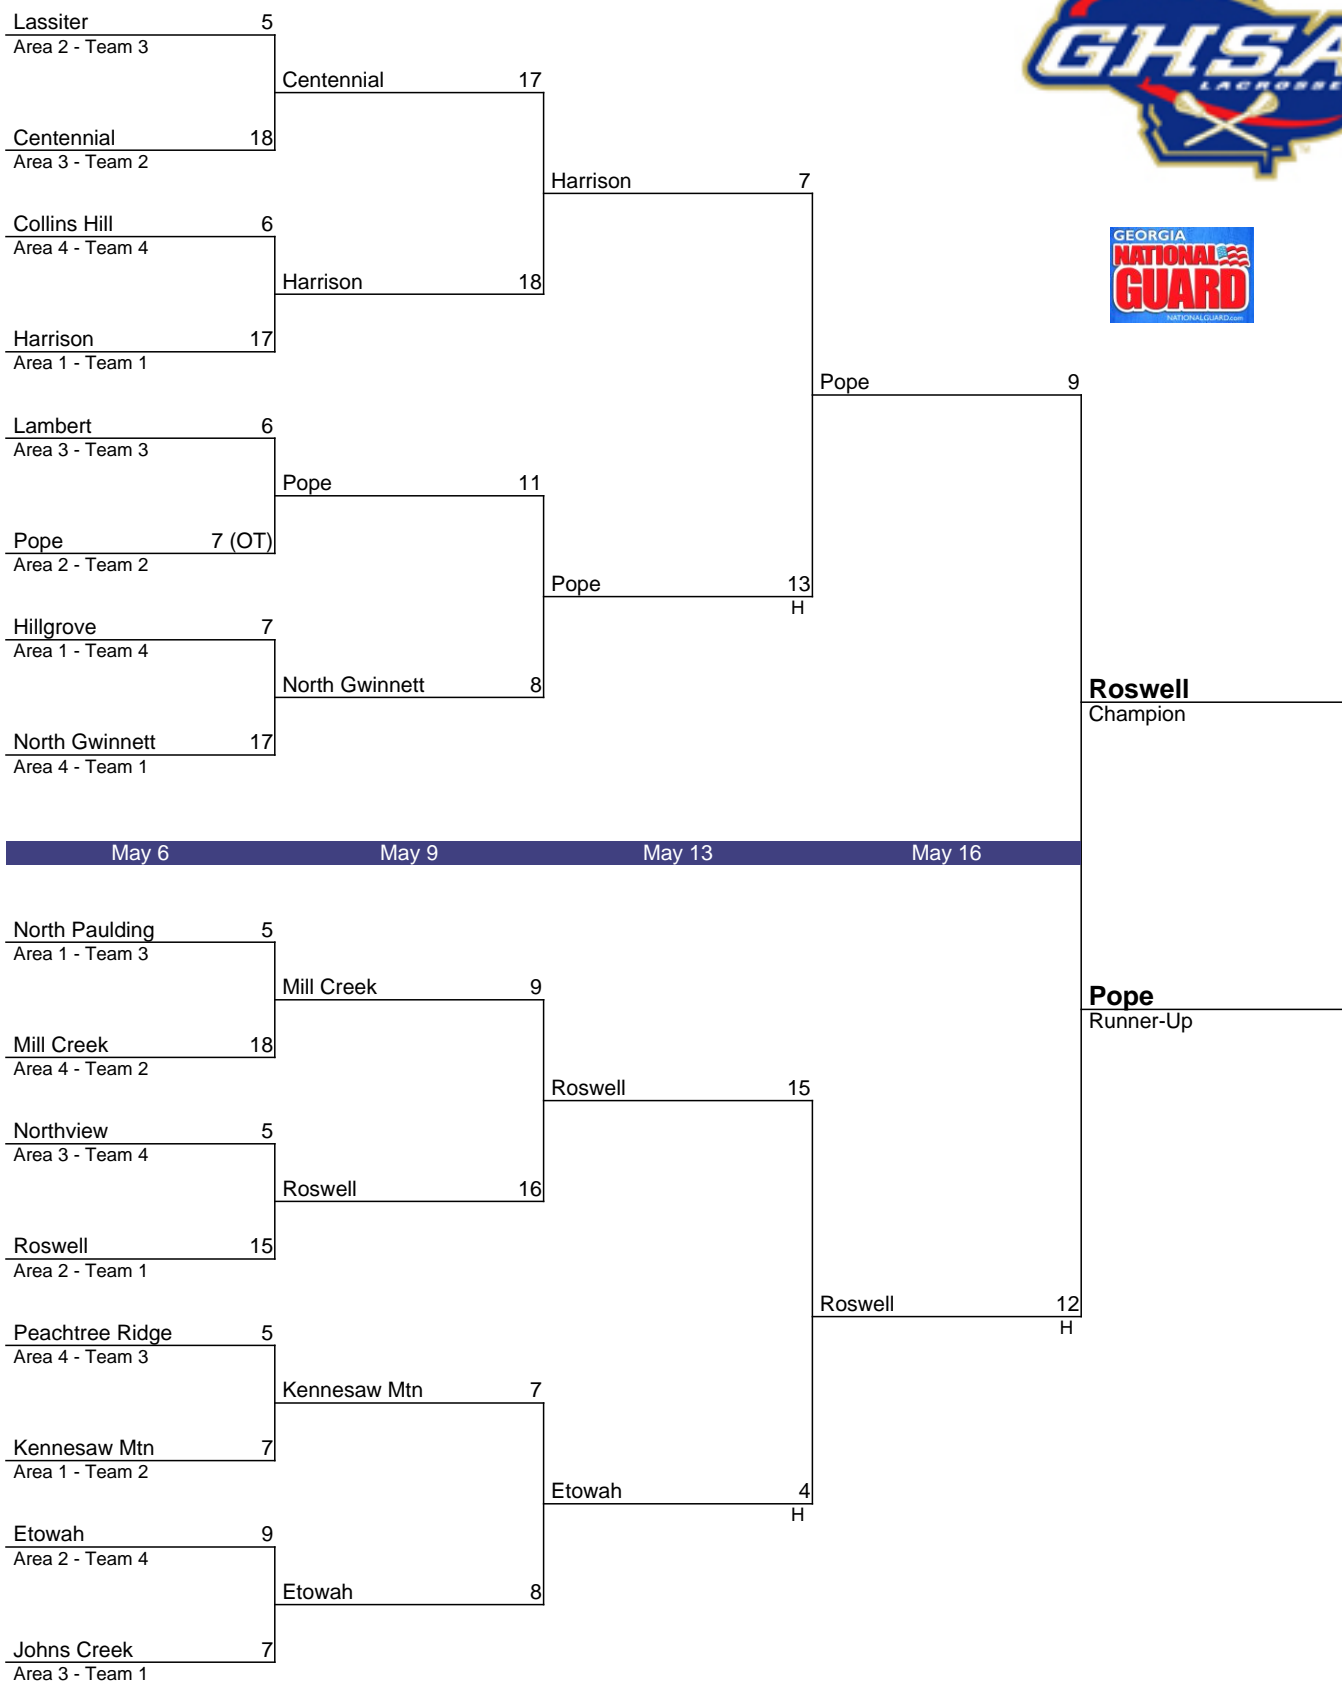 Lassiter 5
Area 2 - Team 3
Centennial 17
Centennial 18
Area 3 - Team 2
Harrison 7
Collins Hill 6
Area 4 - Team 4
Harrison 18
Harrison 17
Area 1 - Team 1
Pope 9
Lambert 6
Area 3 - Team 3
Pope 11
Pope 7 (OT)
Area 2 - Team 2
Pope 13
H
Hillgrove 7
Area 1 - Team 4
North Gwinnett 8
North Gwinnett 17
Area 4 - Team 1
GHSA
LACROSSE
GEORGIA
NATIONAL
GUARD
NATIONALGUARD.com
Roswell
Champion
May 6 May 9 May 13 May 16
North Paulding 5
Area 1 - Team 3
Mill Creek 9
Mill Creek 18
Area 4 - Team 2
Roswell 15
Northview 5
Area 3 - Team 4
Roswell 16
Roswell 15
Area 2 - Team 1
Roswell 12
H
Peachtree Ridge 5
Area 4 - Team 3
Kennesaw Mtn 7
Kennesaw Mtn 7
Area 1 - Team 2
Etowah 4
H
Etowah 9
Area 2 - Team 4
Etowah 8
Johns Creek 7
Area 3 - Team 1
Pope
Runner-Up